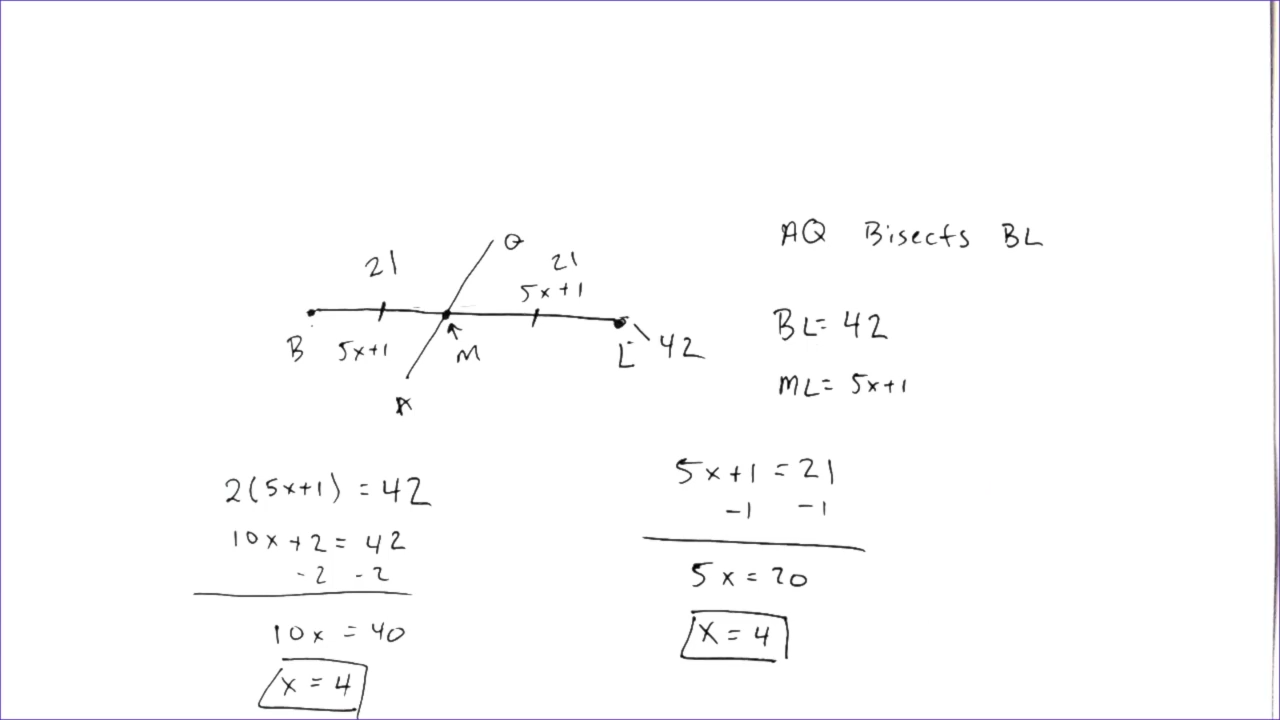 AQ Bisects BL
Q
21
21
5x+1
B
5x+1
M
L
42
A
BL= 42
ML= 5x+1
2(5x+1) = 42
10x +2 = 42
-2 -2
10x = 40
x = 4
5x+1 = 21
-1 -1
5x = 20
x = 4